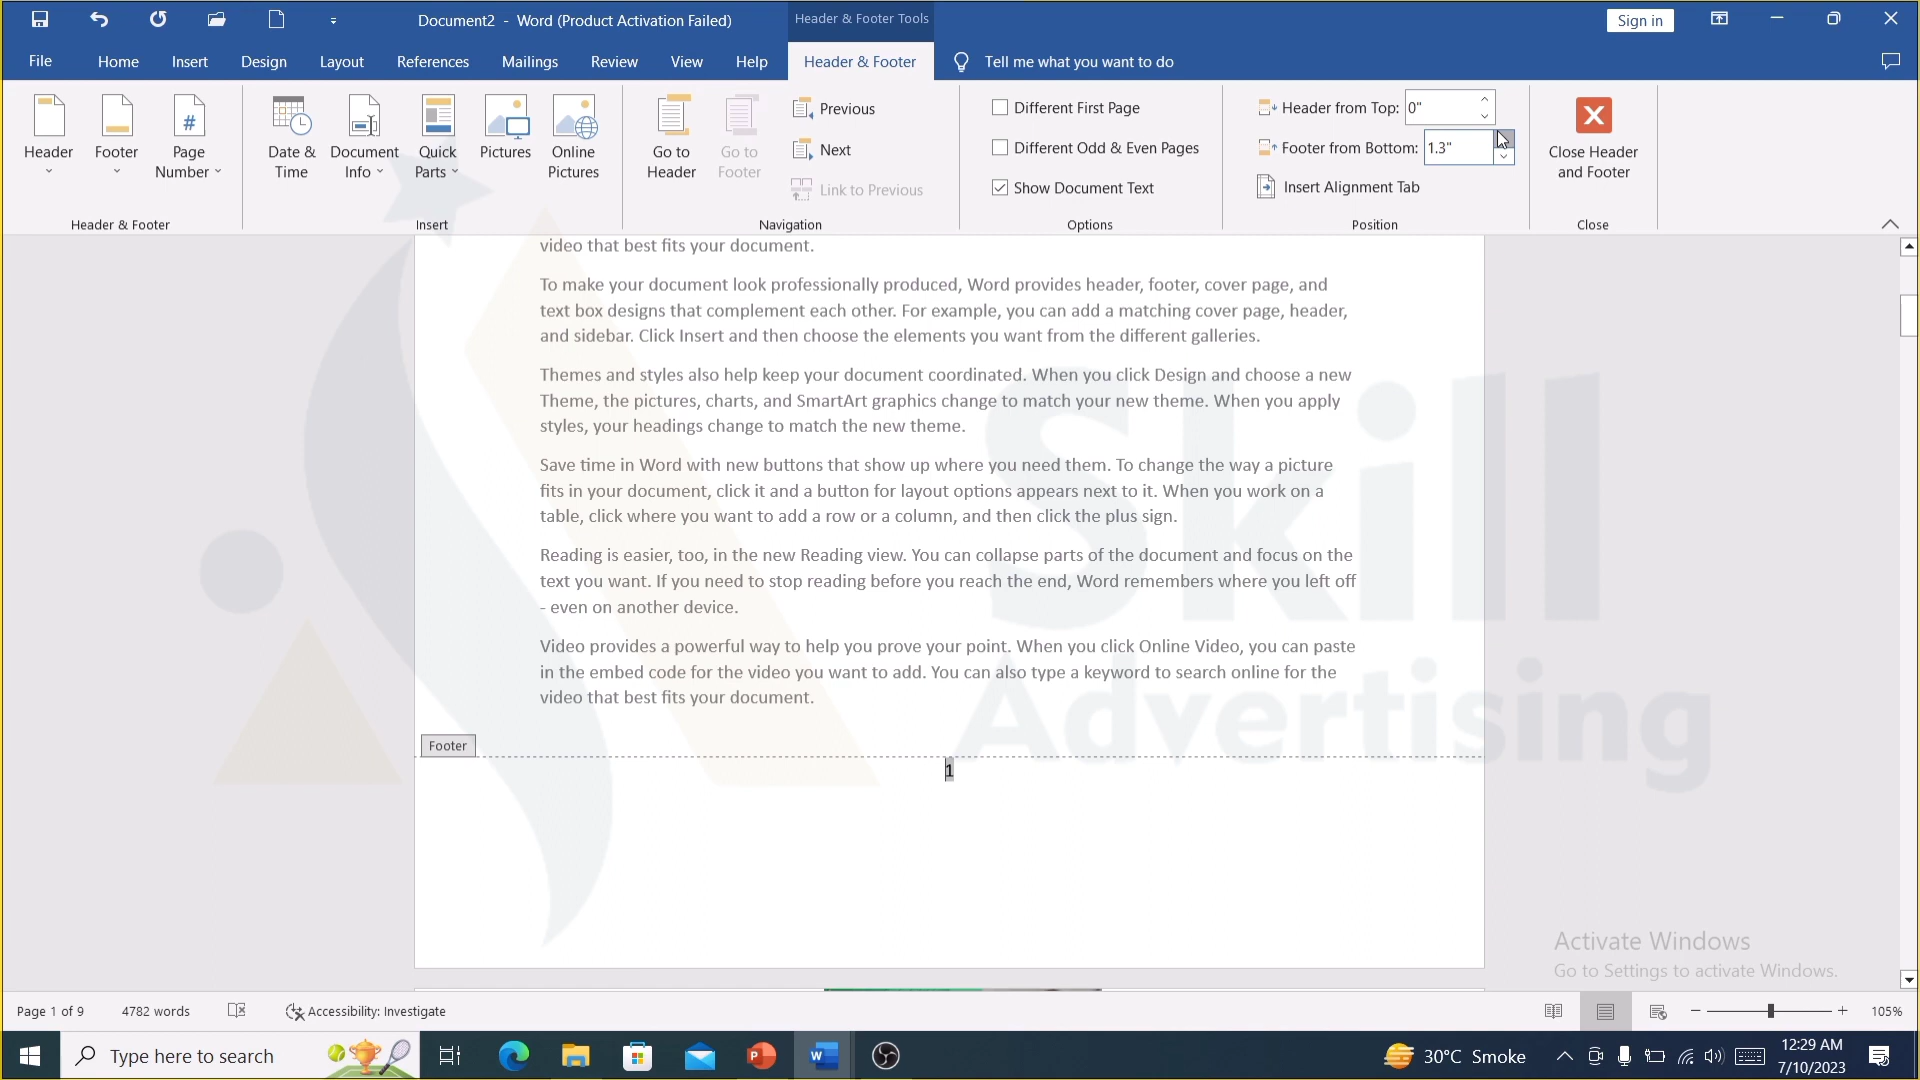 Document2 - Word (Product Activation Failed)
Header & Footer Tools
Sign in
File
Home
Insert
Design
Layout
References
Mailings
Review
View
Help
Header & Footer
Tell me what you want to do
Header
Footer
Page
Number
Header & Footer
Date &
Time
Document
Info
Quick
Parts
Pictures
Online
Pictures
Insert
Go to
Header
Go to
Footer
Previous
Next
Link to Previous
Navigation
Different First Page
Different Odd & Even Pages
Show Document Text
Options
Header from Top: 0"
Footer from Bottom: 1.3"
Insert Alignment Tab
Position
Close Header
and Footer
Close
video that best fits your document.
To make your document look professionally produced, Word provides header, footer, cover page, and
text box designs that complement each other. For example, you can add a matching cover page, header,
and sidebar. Click Insert and then choose the elements you want from the different galleries.
Themes and styles also help keep your document coordinated. When you click Design and choose a new
Theme, the pictures, charts, and SmartArt graphics change to match your new theme. When you apply
styles, your headings change to match the new theme.
Save time in Word with new buttons that show up where you need them. To change the way a picture
fits in your document, click it and a button for layout options appears next to it. When you work on a
table, click where you want to add a row or a column, and then click the plus sign.
Reading is easier, too, in the new Reading view. You can collapse parts of the document and focus on the
text you want. If you need to stop reading before you reach the end, Word remembers where you left off
- even on another device.
Video provides a powerful way to help you prove your point. When you click Online Video, you can paste
in the embed code for the video you want to add. You can also type a keyword to search online for the
video that best fits your document.
Footer
1
Skill
Advertising
Activate Windows
Go to Settings to activate Windows.
Page 1 of 9
4782 words
Accessibility: Investigate
105%
Type here to search
30°C Smoke
12:29 AM
7/10/2023